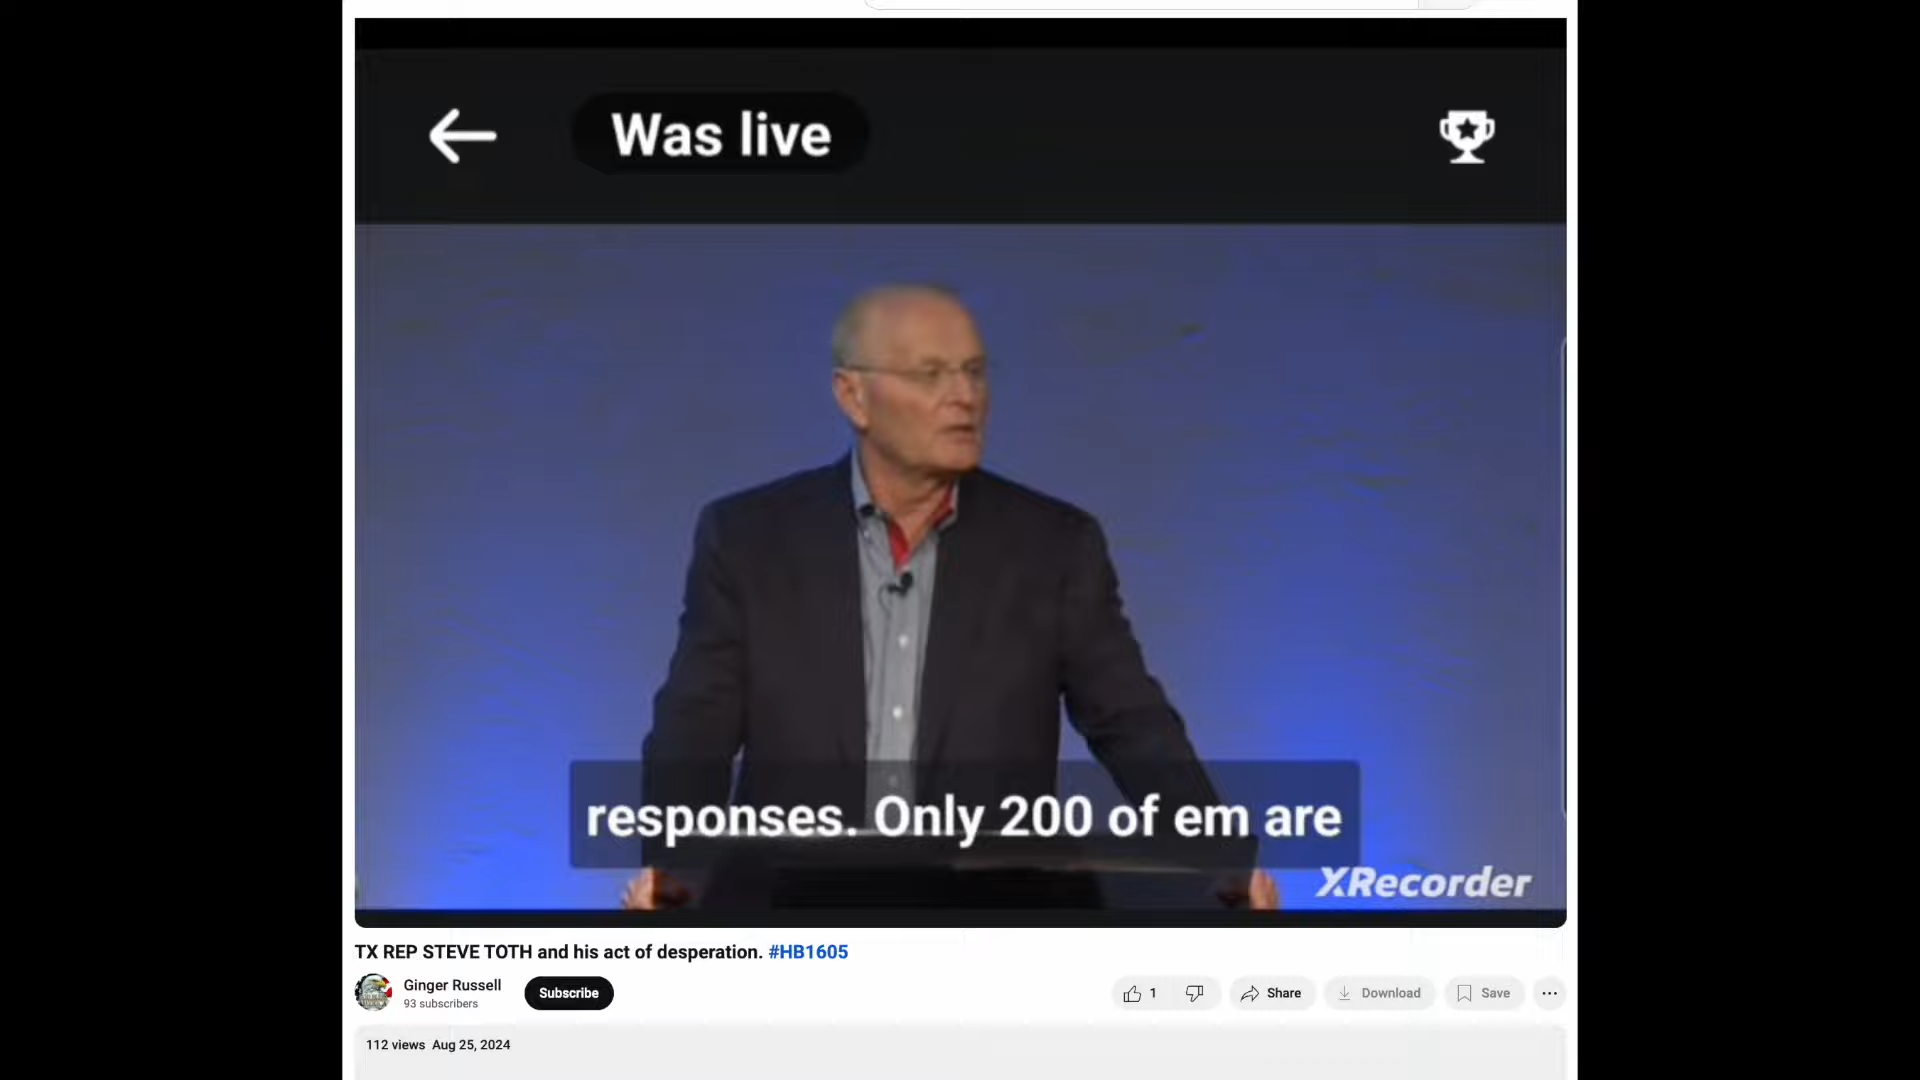 Was live
responses. Only 200 of em are
XRecorder
TX REP STEVE TOTH and his act of desperation. #HB1605
Ginger Russell
93 subscribers
Subscribe
1
Share
Download
Save
112 views Aug 25, 2024